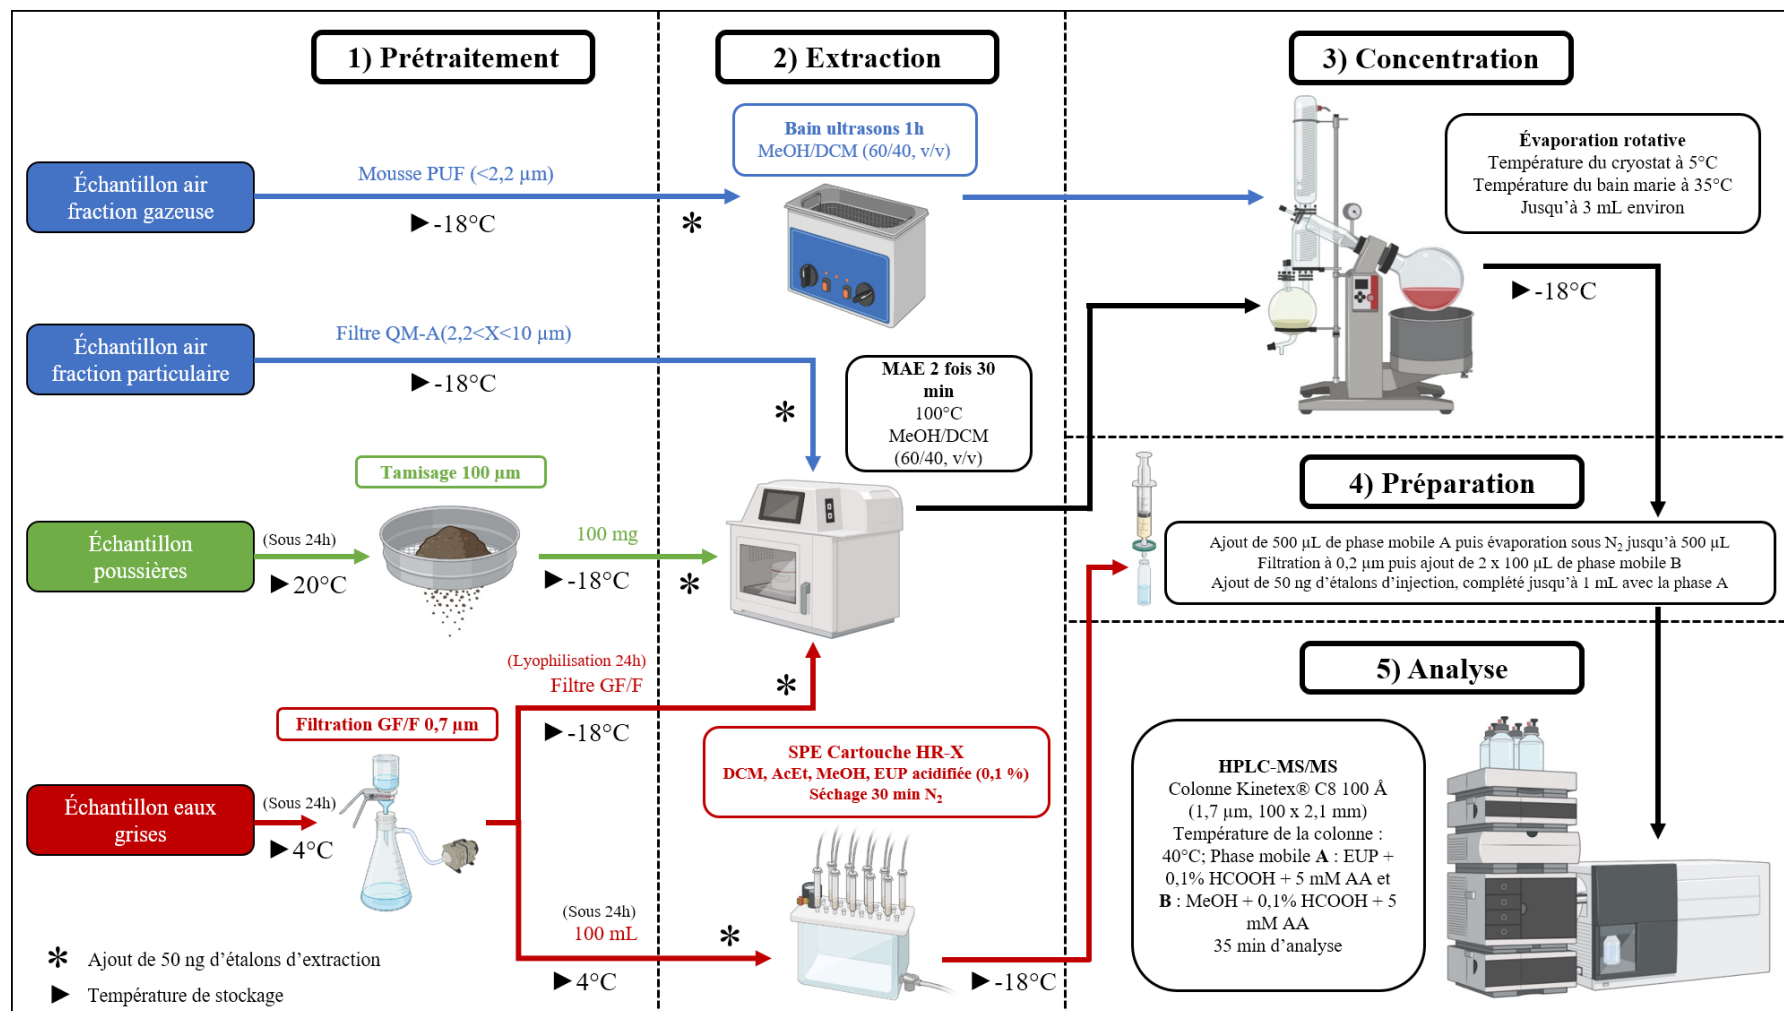 1) Prétraitement
2) Extraction
3) Concentration
Bain ultrasons 1h
MeOH/DCM (60/40, v/v)
Évaporation rotative
Température du cryostat à 5°C
Température du bain marie à 35°C
Jusqu'à 3 mL environ
Échantillon air
fraction gazeuse
Mousse PUF (<2,2 µm)
►-18°C
*
►-18°C
Échantillon air
fraction particulaire
Filtre QM-A(2,2<X<10 µm)
►-18°C
*
MAE 2 fois 30
min
100°C
MeOH/DCM
(60/40, v/v)
Tamisage 100 µm
Échantillon
poussières
(Sous 24h)
►20°C
100 mg
►-18°C
*
4) Préparation
Ajout de 500 µL de phase mobile A puis évaporation sous N₂ jusqu'à 500 µL
Filtration à 0,2 µm puis ajout de 2 x 100 µL de phase mobile B
Ajout de 50 ng d'étalons d'injection, complété jusqu'à 1 mL avec la phase A
(Lyophilisation 24h)
Filtre GF/F
►-18°C
*
Filtration GF/F 0,7 µm
Échantillon eaux
grises
(Sous 24h)
►4°C
SPE Cartouche HR-X
DCM, AcEt, MeOH, EUP acidifiée (0,1 %)
Séchage 30 min N₂
(Sous 24h)
100 mL
►4°C
*
►-18°C
5) Analyse
HPLC-MS/MS
Colonne Kinetex® C8 100 Å
(1,7 µm, 100 x 2,1 mm)
Température de la colonne :
40°C; Phase mobile A : EUP +
0,1% HCOOH + 5 mM AA et
B : MeOH + 0,1% HCOOH + 5
mM AA
35 min d'analyse
* Ajout de 50 ng d'étalons d'extraction
► Température de stockage